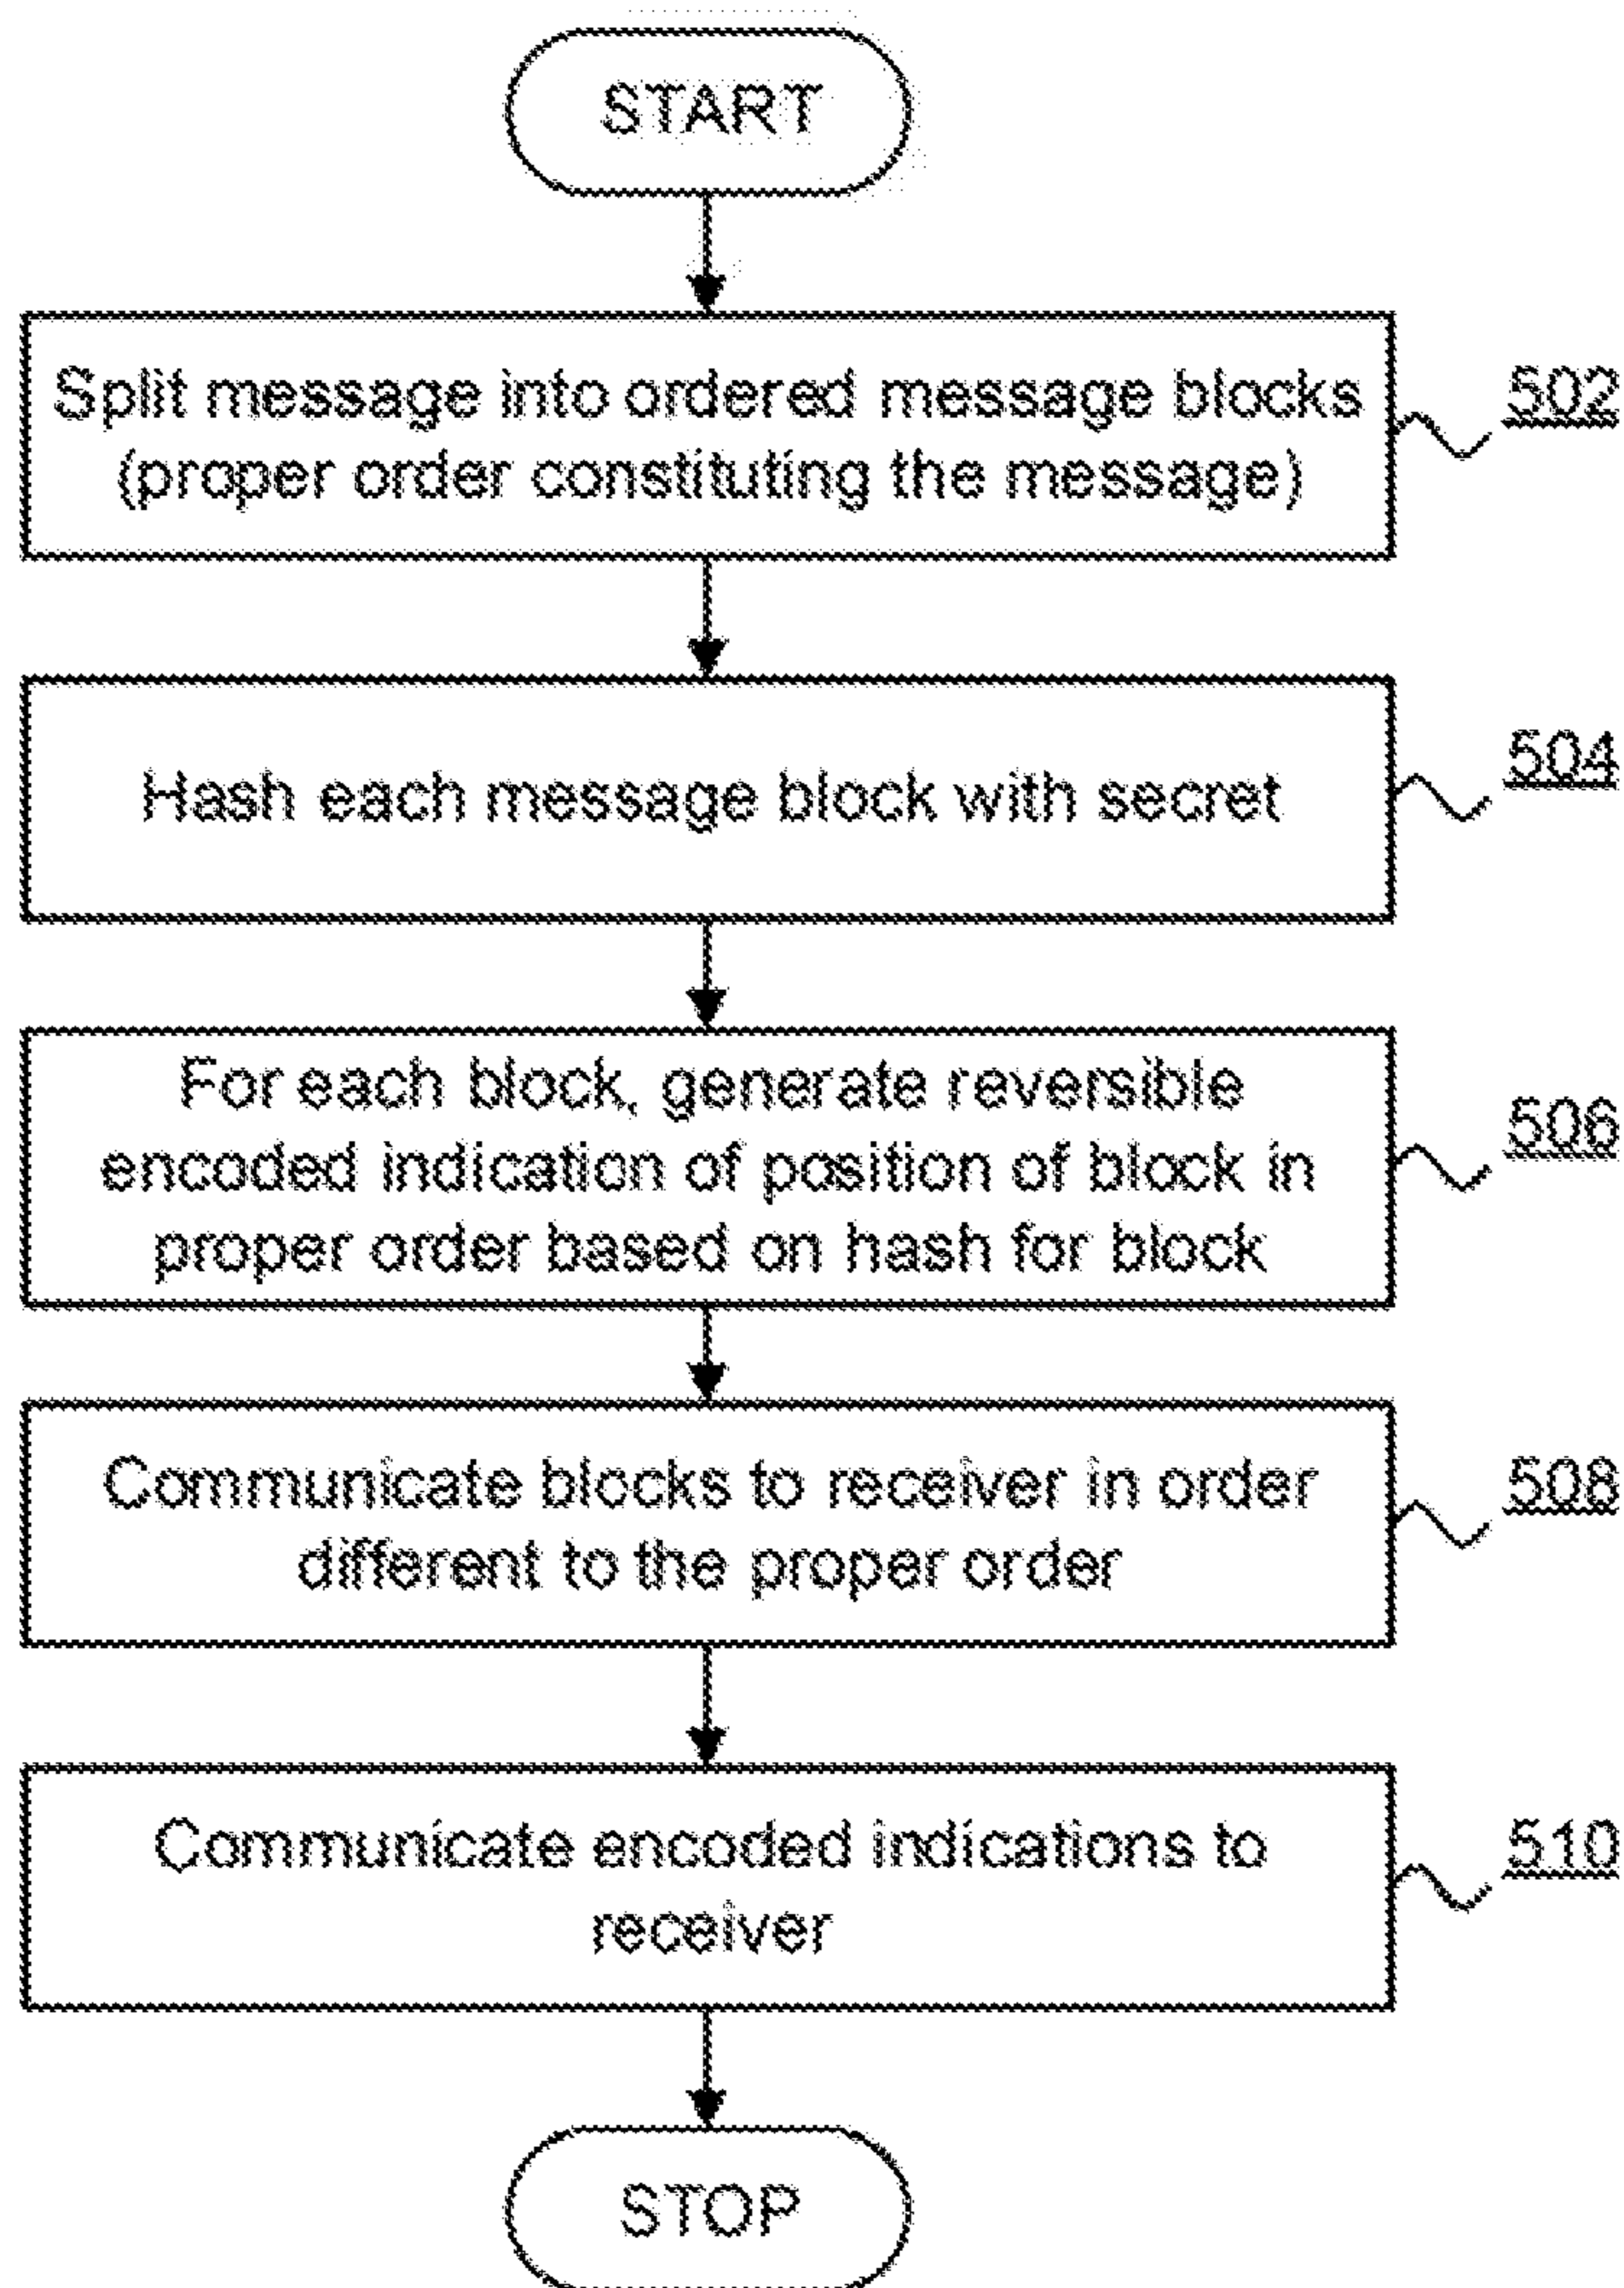 START
Split message into ordered message blocks
(proper order constituting the message)
502
Hash each message block with secret
504
For each block, generate reversible
encoded indication of position of block in
proper order based on hash for block
506
Communicate blocks to receiver in order
different to the proper order
508
Communicate encoded indications to
receiver
510
STOP